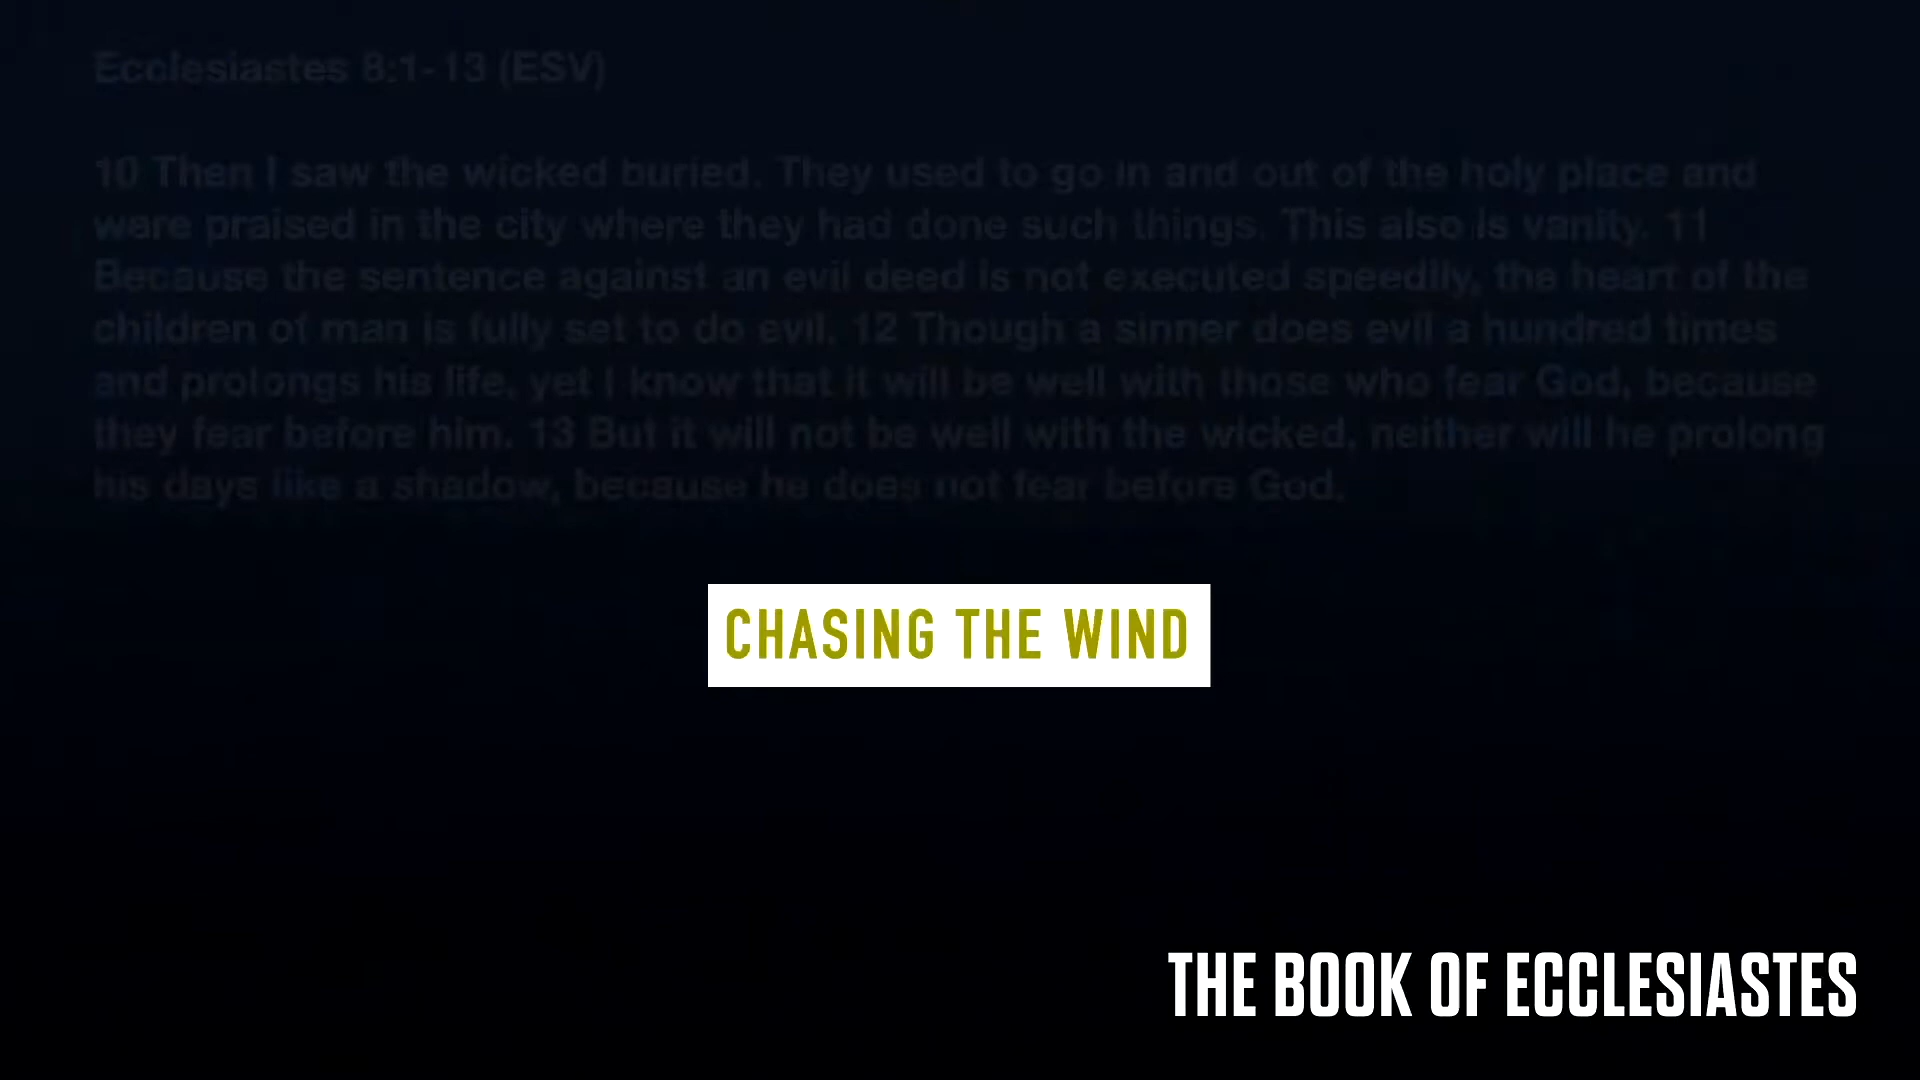 Ecclesiastes 8:1-13 (ESV)
10 Then I saw the wicked buried. They used to go in and out of the holy place and
were praised in the city where they had done such things. This also is vanity. 11
Because the sentence against an evil deed is not executed speedily, the heart of the
children of man is fully set to do evil. 12 Though a sinner does evil a hundred times
and prolongs his life, yet I know that it will be well with those who fear God, because
they fear before him. 13 But it will not be well with the wicked, neither will he prolong
his days like a shadow, because he does not fear before God.
CHASING THE WIND
THE BOOK OF ECCLESIASTES